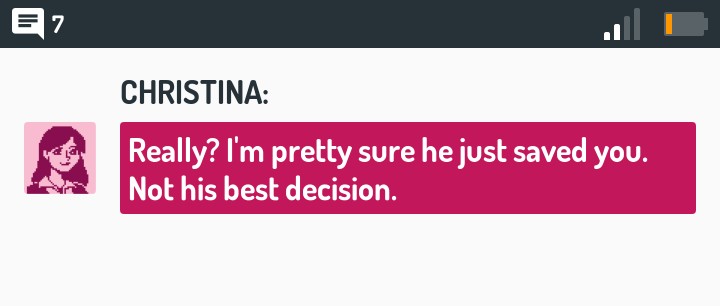 7
CHRISTINA:
Really? I'm pretty sure he just saved you.
Not his best decision.